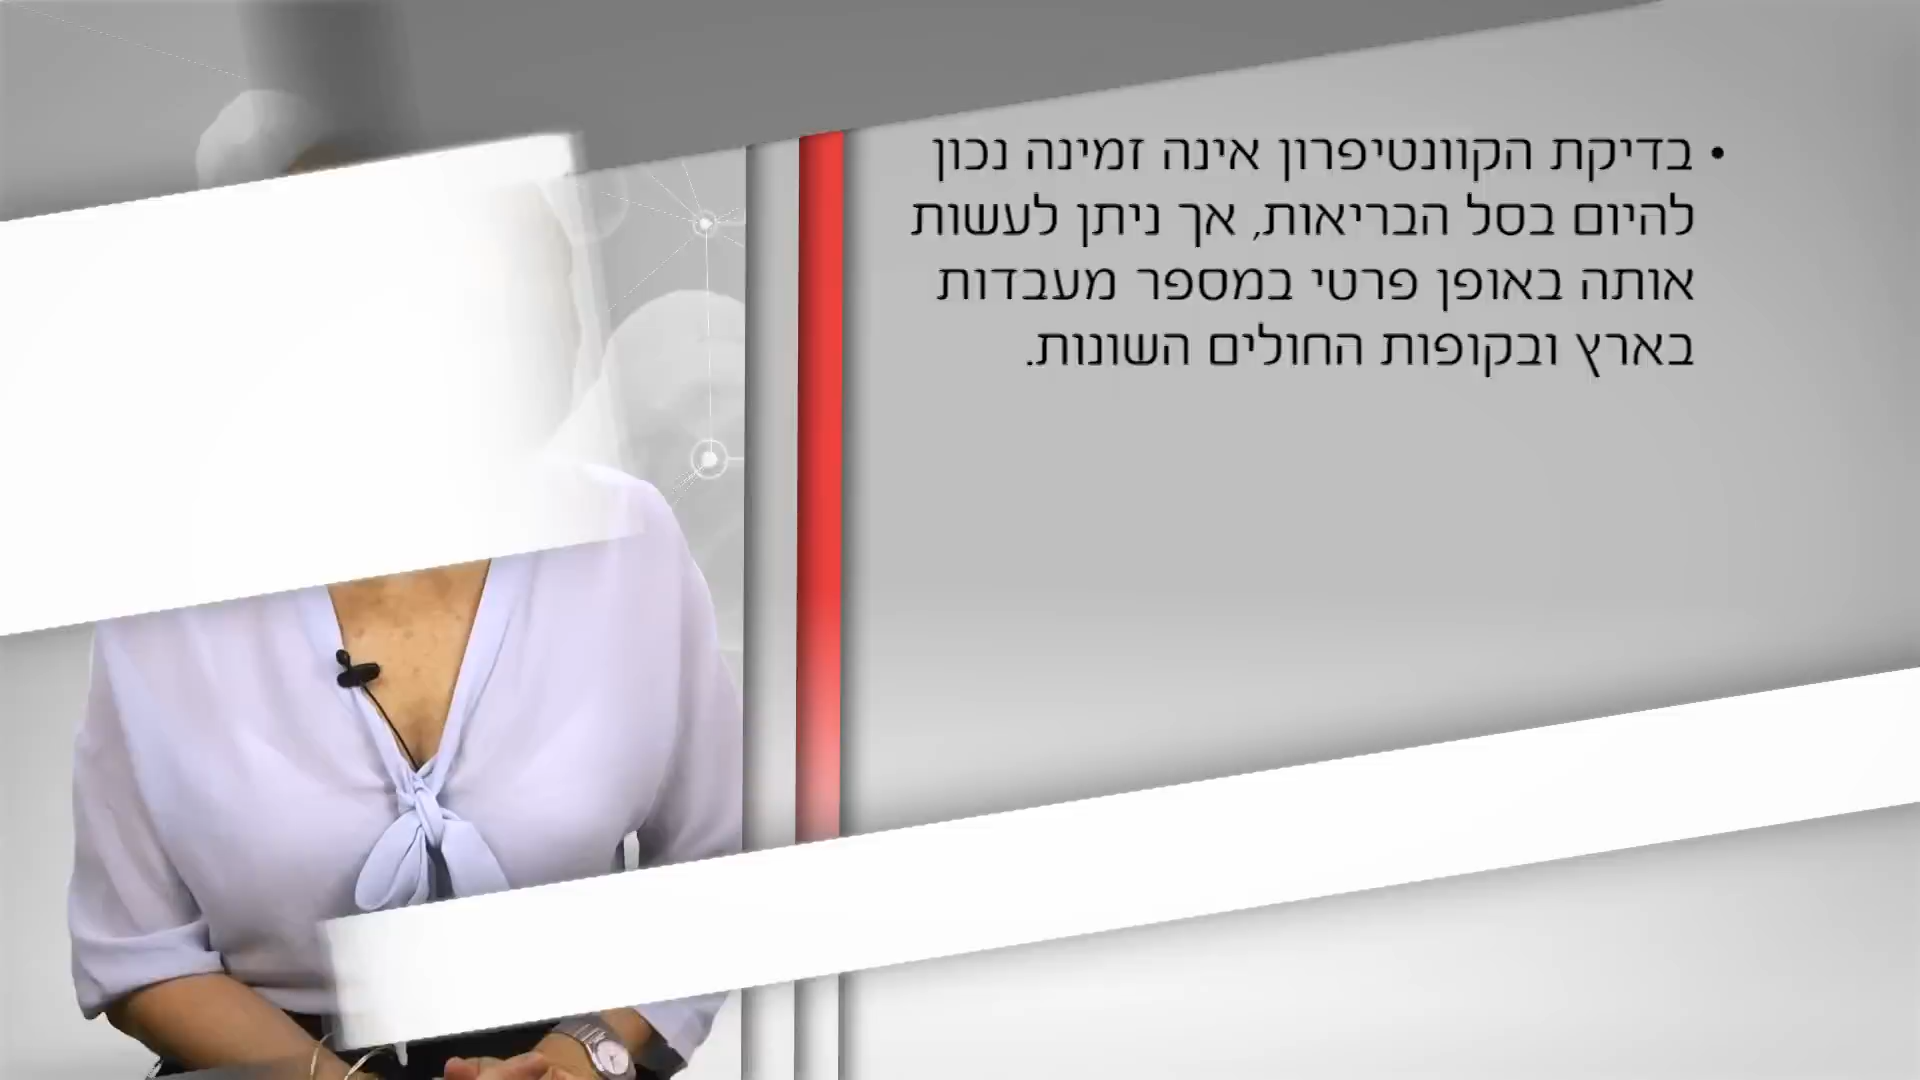 • בדיקת הקוונטיפרון אינה זמינה נכון
להיום בסל הבריאות, אך ניתן לעשות
אותה באופן פרטי במספר מעבדות
בארץ ובקופות החולים השונות.